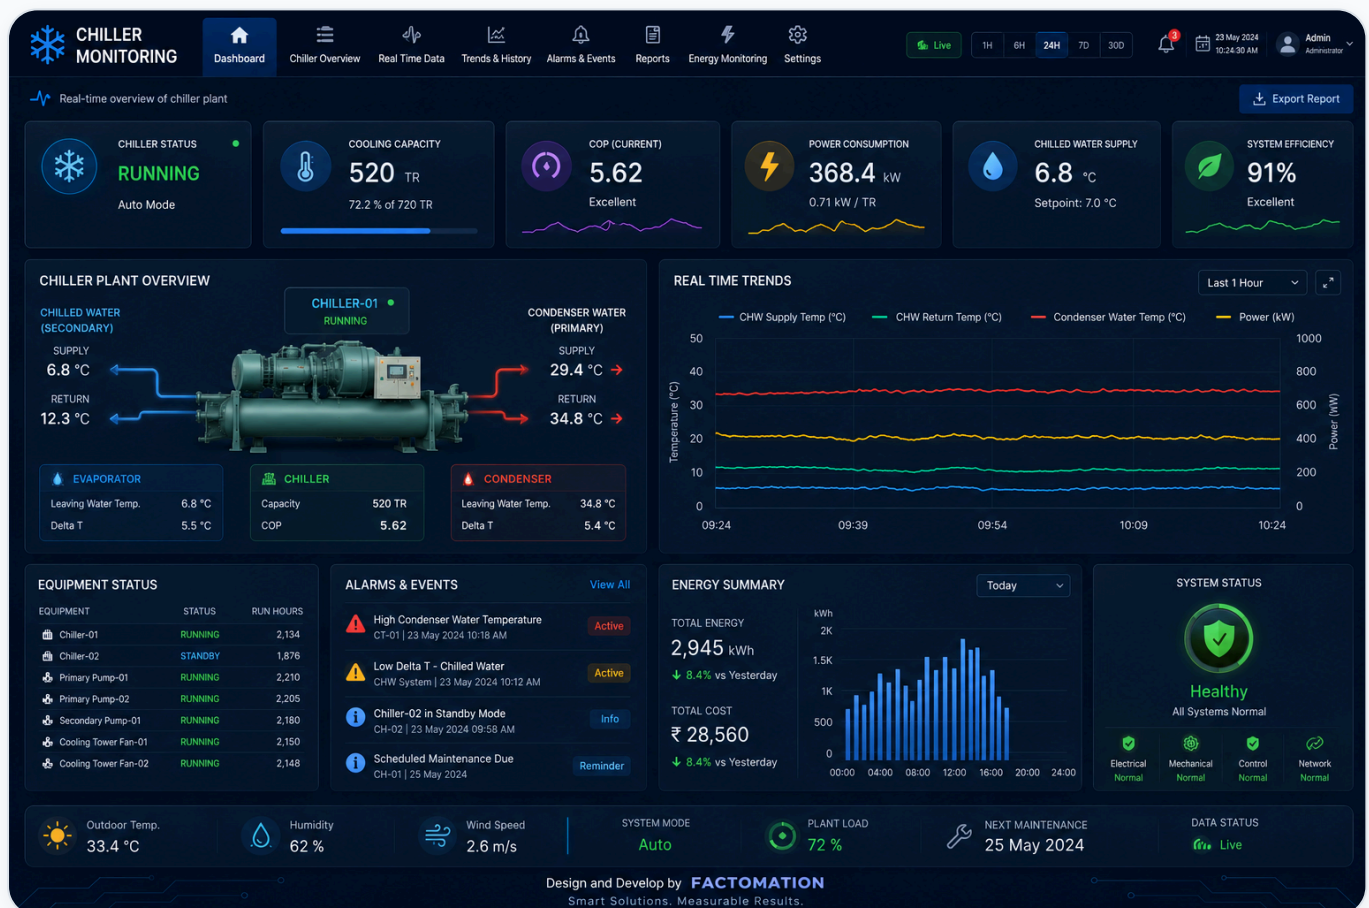 CHILLER
MONITORING
Dashboard
Chiller Overview
Real Time Data
Trends & History
Alarms & Events
Reports
Energy Monitoring
Settings
Live
1H
6H
24H
7D
30D
3
23 May 2024
10:24:30 AM
Admin
Administrator
Real-time overview of chiller plant
Export Report
CHILLER STATUS
RUNNING
Auto Mode
COOLING CAPACITY
520 TR
72.2 % of 720 TR
COP (CURRENT)
5.62
Excellent
POWER CONSUMPTION
368.4 kW
0.71 kW / TR
CHILLED WATER SUPPLY
6.8 °C
Setpoint: 7.0 °C
SYSTEM EFFICIENCY
91%
Excellent
CHILLER PLANT OVERVIEW
CHILLED WATER
(SECONDARY)
SUPPLY
6.8 °C
RETURN
12.3 °C
CHILLER-01
RUNNING
CONDENSER WATER
(PRIMARY)
SUPPLY
29.4 °C
RETURN
34.8 °C
EVAPORATOR
Leaving Water Temp. 6.8 °C
Delta T 5.5 °C
CHILLER
Capacity 520 TR
COP 5.62
CONDENSER
Leaving Water Temp. 34.8 °C
Delta T 5.4 °C
REAL TIME TRENDS
Last 1 Hour
CHW Supply Temp (°C)
CHW Return Temp (°C)
Condenser Water Temp (°C)
Power (kW)
Temperature (°C)
50
40
30
20
10
0
1000
800
600
400
200
0
Power (kW)
09:24
09:39
09:54
10:09
10:24
EQUIPMENT STATUS
EQUIPMENT STATUS RUN HOURS
Chiller-01 RUNNING 2,134
Chiller-02 STANDBY 1,876
Primary Pump-01 RUNNING 2,210
Primary Pump-02 RUNNING 2,205
Secondary Pump-01 RUNNING 2,180
Cooling Tower Fan-01 RUNNING 2,150
Cooling Tower Fan-02 RUNNING 2,148
ALARMS & EVENTS
View All
High Condenser Water Temperature
CT-01 | 23 May 2024 10:18 AM
Active
Low Delta T - Chilled Water
CHW System | 23 May 2024 10:12 AM
Active
Chiller-02 in Standby Mode
CH-02 | 23 May 2024 09:58 AM
Info
Scheduled Maintenance Due
CH-01 | 25 May 2024
Reminder
ENERGY SUMMARY
Today
TOTAL ENERGY
2,945 kWh
8.4% vs Yesterday
TOTAL COST
₹ 28,560
8.4% vs Yesterday
kWh
2K
1.5K
1K
500
0
00:00
04:00
08:00
12:00
16:00
20:00
24:00
SYSTEM STATUS
Healthy
All Systems Normal
Electrical
Normal
Mechanical
Normal
Control
Normal
Network
Normal
Outdoor Temp.
33.4 °C
Humidity
62 %
Wind Speed
2.6 m/s
SYSTEM MODE
Auto
PLANT LOAD
72 %
NEXT MAINTENANCE
25 May 2024
DATA STATUS
Live
Design and Develop by FACTOMATION
Smart Solutions. Measurable Results.